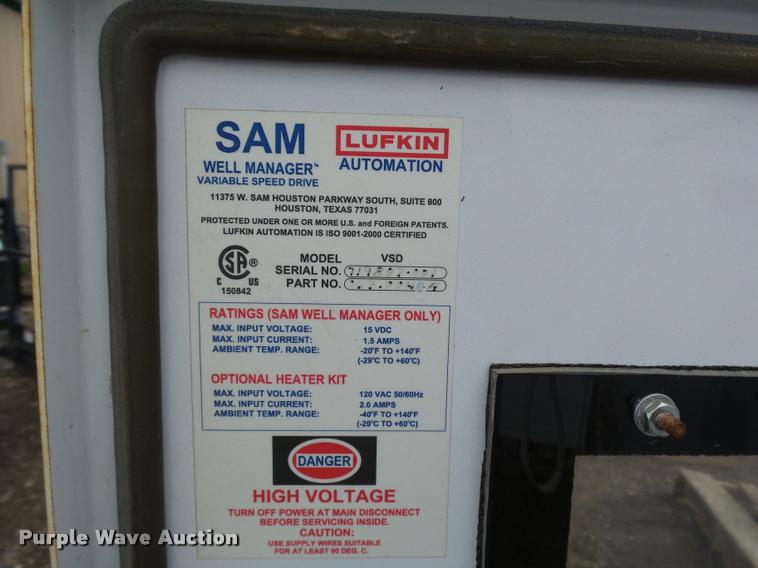 SAM
WELL MANAGER™
VARIABLE SPEED DRIVE
LUFKIN
AUTOMATION
11375 W. SAM HOUSTON PARKWAY SOUTH, SUITE 800
HOUSTON, TEXAS 77031
PROTECTED UNDER ONE OR MORE U.S. and FOREIGN PATENTS.
LUFKIN AUTOMATION IS ISO 9001-2000 CERTIFIED
CSA ®
C US
150842
MODEL VSD
SERIAL NO.
PART NO.
RATINGS (SAM WELL MANAGER ONLY)
MAX. INPUT VOLTAGE: 15 VDC
MAX. INPUT CURRENT: 1.5 AMPS
AMBIENT TEMP. RANGE: -20°F TO +140°F
(-29°C TO +60°C)
OPTIONAL HEATER KIT
MAX. INPUT VOLTAGE: 120 VAC 50/60Hz
MAX. INPUT CURRENT: 2.0 AMPS
AMBIENT TEMP. RANGE: -40°F TO +140°F
(-29°C TO +60°C)
DANGER
HIGH VOLTAGE
TURN OFF POWER AT MAIN DISCONNECT
BEFORE SERVICING INSIDE.
CAUTION:
USE SUPPLY WIRES SUITABLE
FOR AT LEAST 90 DEG. C.
Purple Wave Auction